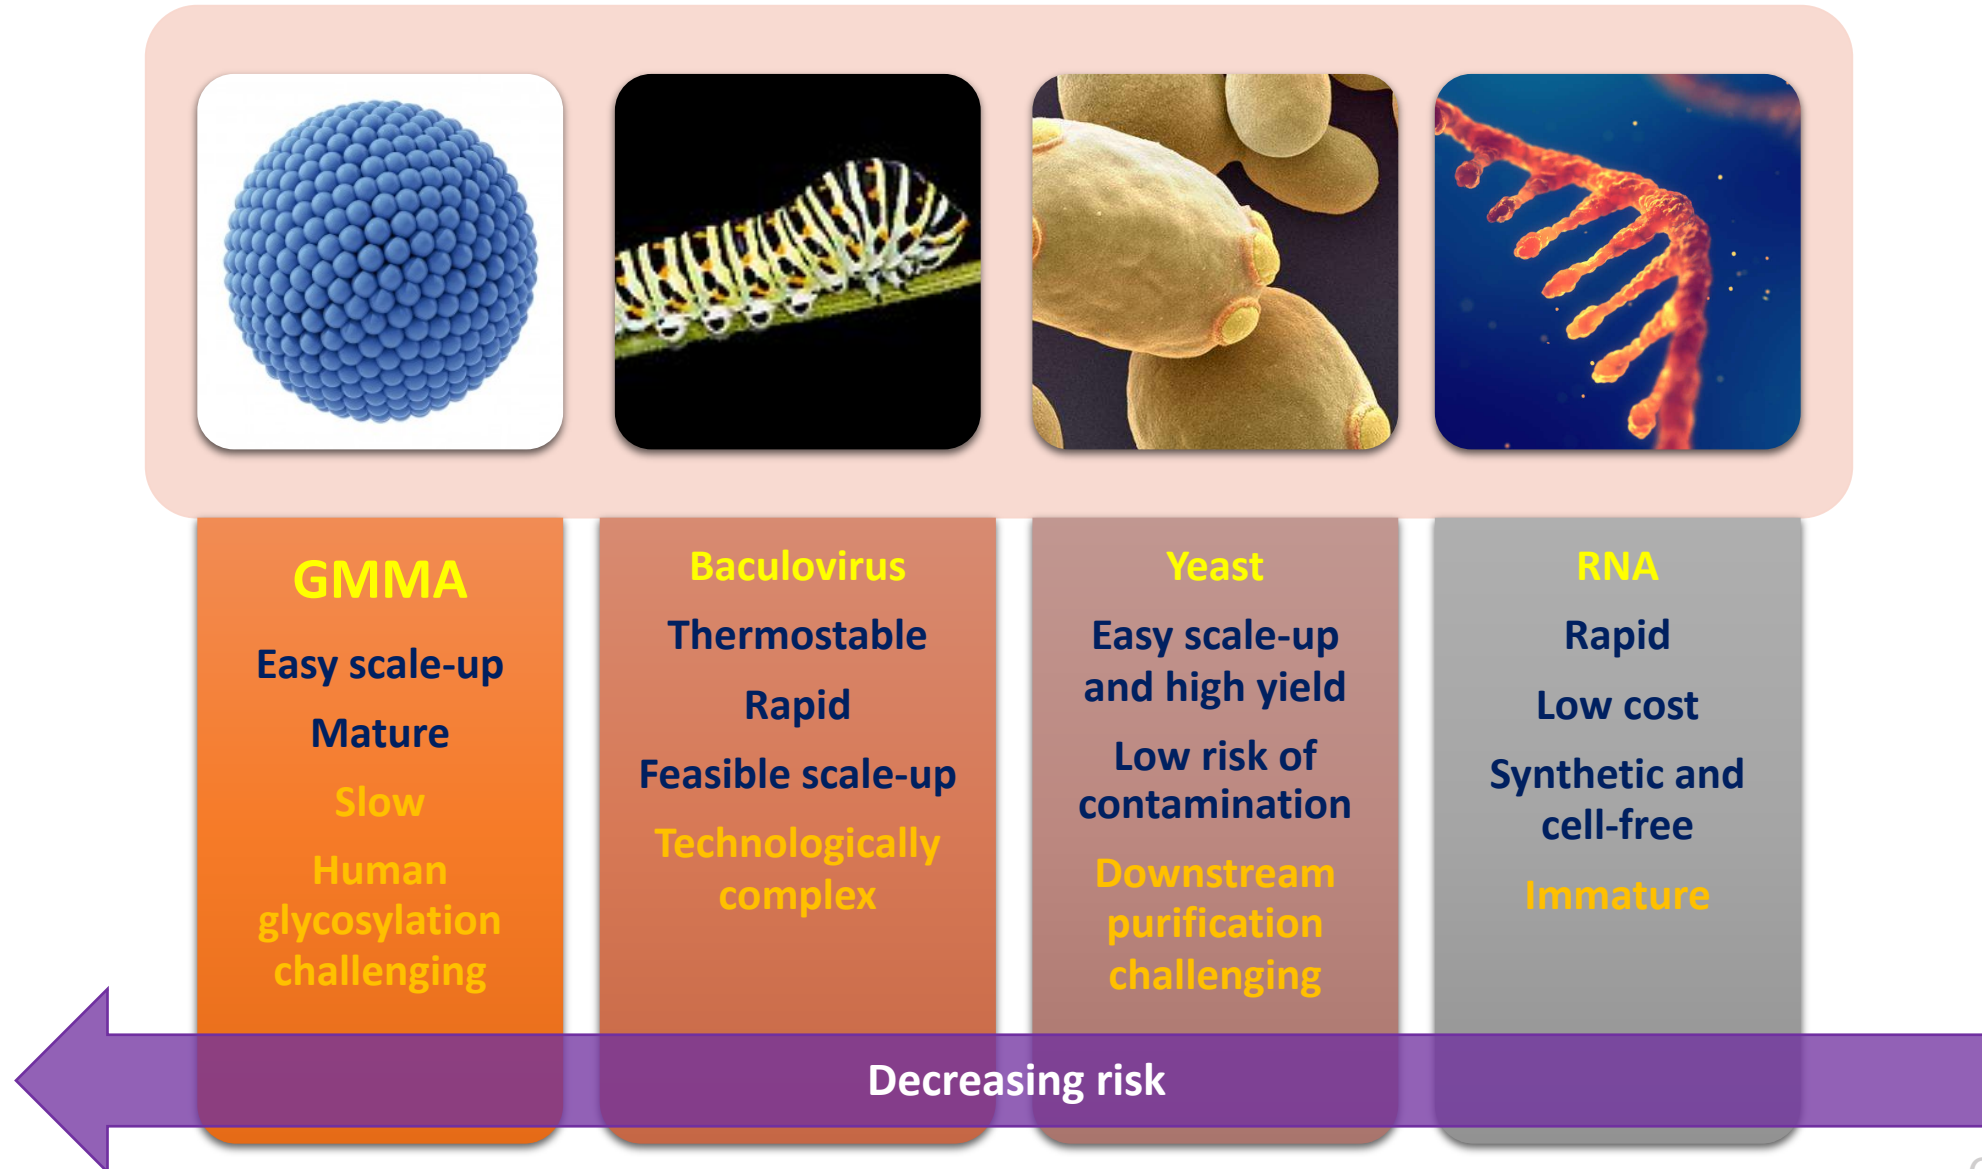 GMMA
Easy scale-up
Mature
Slow
Human
glycosylation
challenging
Baculovirus
Thermostable
Rapid
Feasible scale-up
Technologically
complex
Yeast
Easy scale-up
and high yield
Low risk of
contamination
Downstream
purification
challenging
RNA
Rapid
Low cost
Synthetic and
cell-free
Immature
Decreasing risk